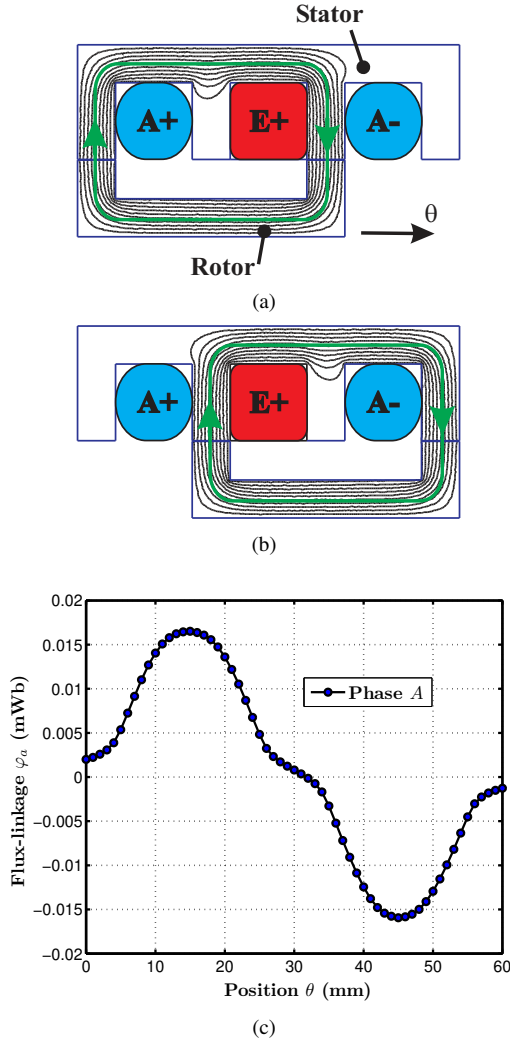 Stator
A+ E+ A-
θ
Rotor
(a)
A+ E+ A-
(b)
0.02
0.015
0.01
0.005
0
−0.005
−0.01
−0.015
−0.02
Flux-linkage φa (mWb)
Phase A
0 10 20 30 40 50 60
Position θ (mm)
(c)